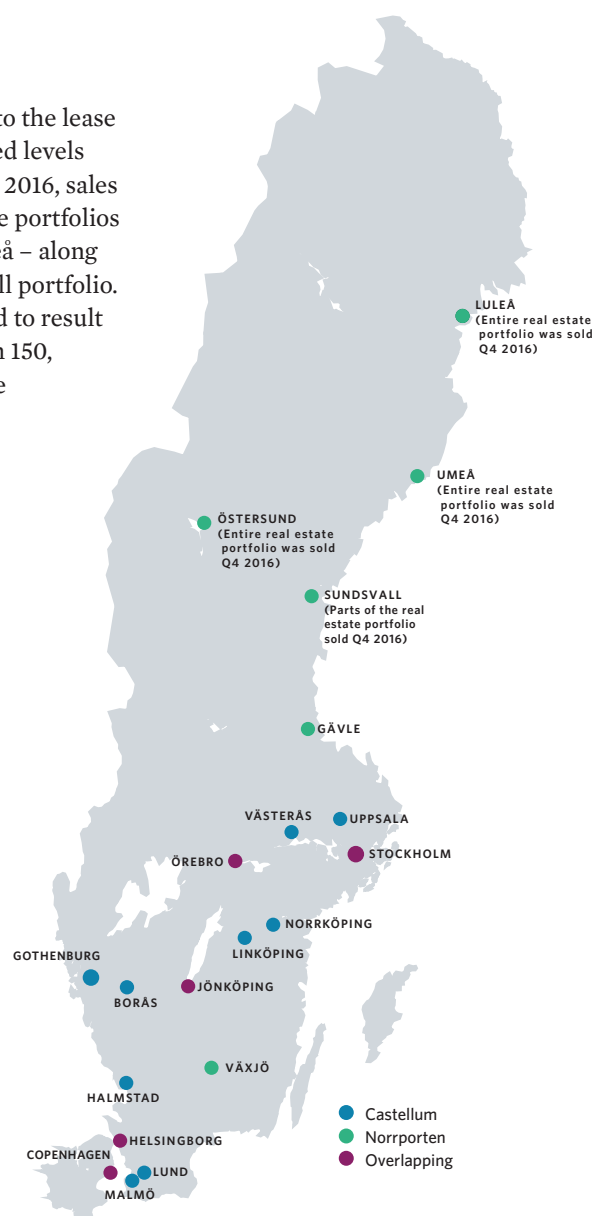 to the lease
ed levels
2016, sales
e portfolios
eå – along
ll portfolio.
d to result
n 150,
e
LULEÅ
(Entire real estate
portfolio was sold
Q4 2016)
UMEÅ
(Entire real estate
portfolio was sold
Q4 2016)
ÖSTERSUND
(Entire real estate
portfolio was sold
Q4 2016)
SUNDSVALL
(Parts of the real
estate portfolio
sold Q4 2016)
GÄVLE
VÄSTERÅS
UPPSALA
ÖREBRO
STOCKHOLM
NORRKÖPING
LINKÖPING
GOTHENBURG
BORÅS
JÖNKÖPING
VÄXJÖ
HALMSTAD
HELSINGBORG
COPENHAGEN
LUND
MALMÖ
Castellum
Norrporten
Overlapping